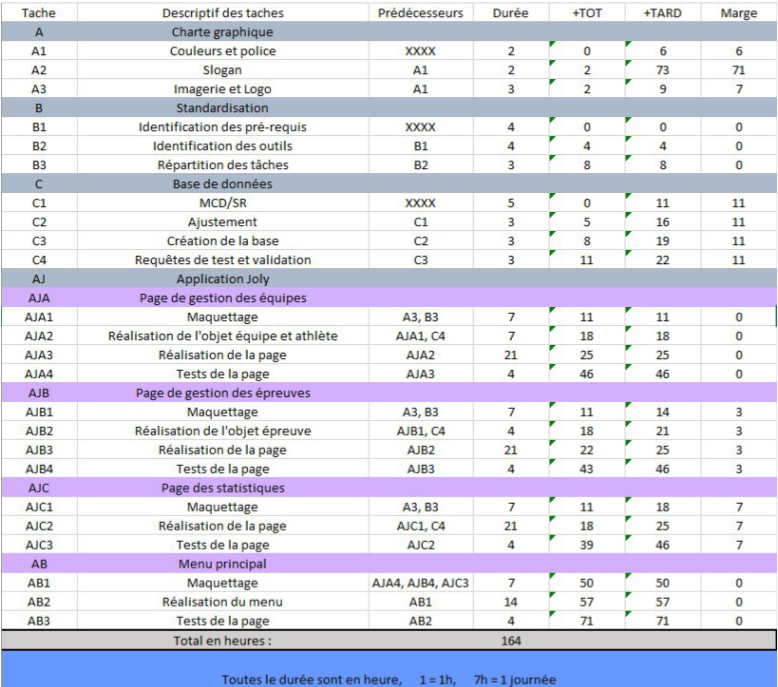 Tache Descriptif des taches Prédécesseurs Durée +TOT +TARD Marge
A Charte graphique
A1 Couleurs et police XXXX 2 0 6 6
A2 Slogan A1 2 2 73 71
A3 Imagerie et Logo A1 3 2 9 7
B Standardisation
B1 Identification des pré-requis XXXX 4 0 0 0
B2 Identification des outils B1 4 4 4 0
B3 Répartition des tâches B2 3 8 8 0
C Base de données
C1 MCD/SR XXXX 5 0 11 11
C2 Ajustement C1 3 5 16 11
C3 Création de la base C2 3 8 19 11
C4 Requêtes de test et validation C3 3 11 22 11
AJ Application Joly
AJA Page de gestion des équipes
AJA1 Maquettage A3, B3 7 11 11 0
AJA2 Réalisation de l'objet équipe et athlète AJA1, C4 7 18 18 0
AJA3 Réalisation de la page AJA2 21 25 25 0
AJA4 Tests de la page AJA3 4 46 46 0
AJB Page de gestion des épreuves
AJB1 Maquettage A3, B3 7 11 14 3
AJB2 Réalisation de l'objet épreuve AJB1, C4 4 18 21 3
AJB3 Réalisation de la page AJB2 21 22 25 3
AJB4 Tests de la page AJB3 4 43 46 3
AJC Page des statistiques
AJC1 Maquettage A3, B3 7 11 18 7
AJC2 Réalisation de la page AJC1, C4 21 18 25 7
AJC3 Tests de la page AJC2 4 39 46 7
AB Menu principal
AB1 Maquettage AJA4, AJB4, AJC3 7 50 50 0
AB2 Réalisation du menu AB1 14 57 57 0
AB3 Tests de la page AB2 4 71 71 0
Total en heures : 164
Toutes le durée sont en heure, 1 = 1h, 7h = 1 journée